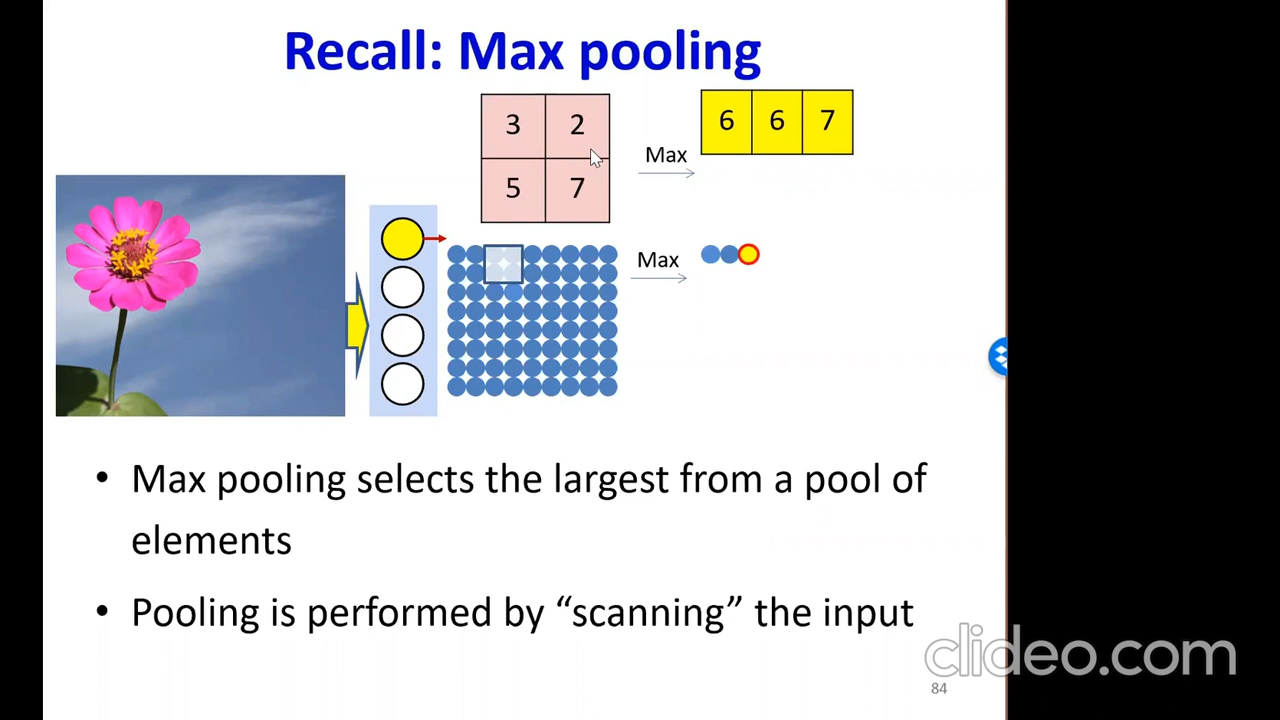 Recall: Max pooling
3 2
5 7
Max
6 6 7
Max
• Max pooling selects the largest from a pool of
elements
• Pooling is performed by “scanning” the input
clideo.com
84